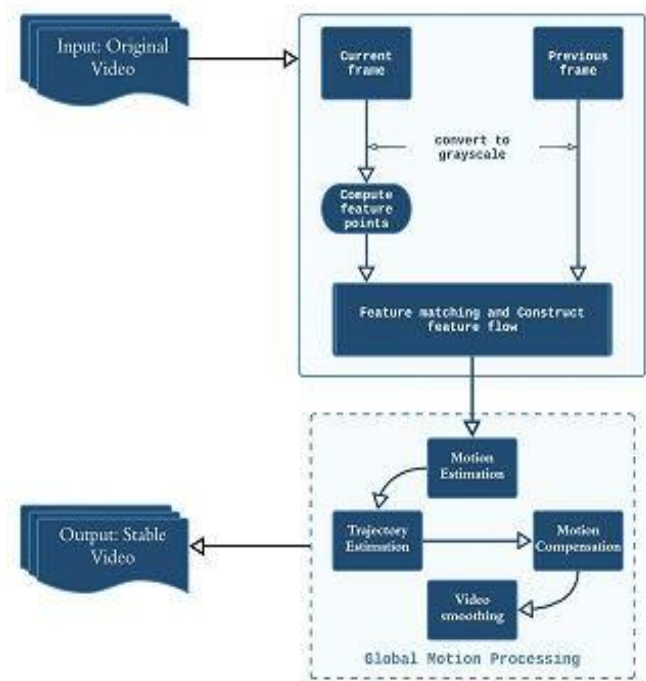 Input: Original
Video
Current
frame
Previous
frame
convert to
grayscale
Compute
feature
points
Feature matching and Construct
feature flow
Motion
Estimation
Trajectory
Estimation
Motion
Compensation
Video
smoothing
Global Motion Processing
Output: Stable
Video